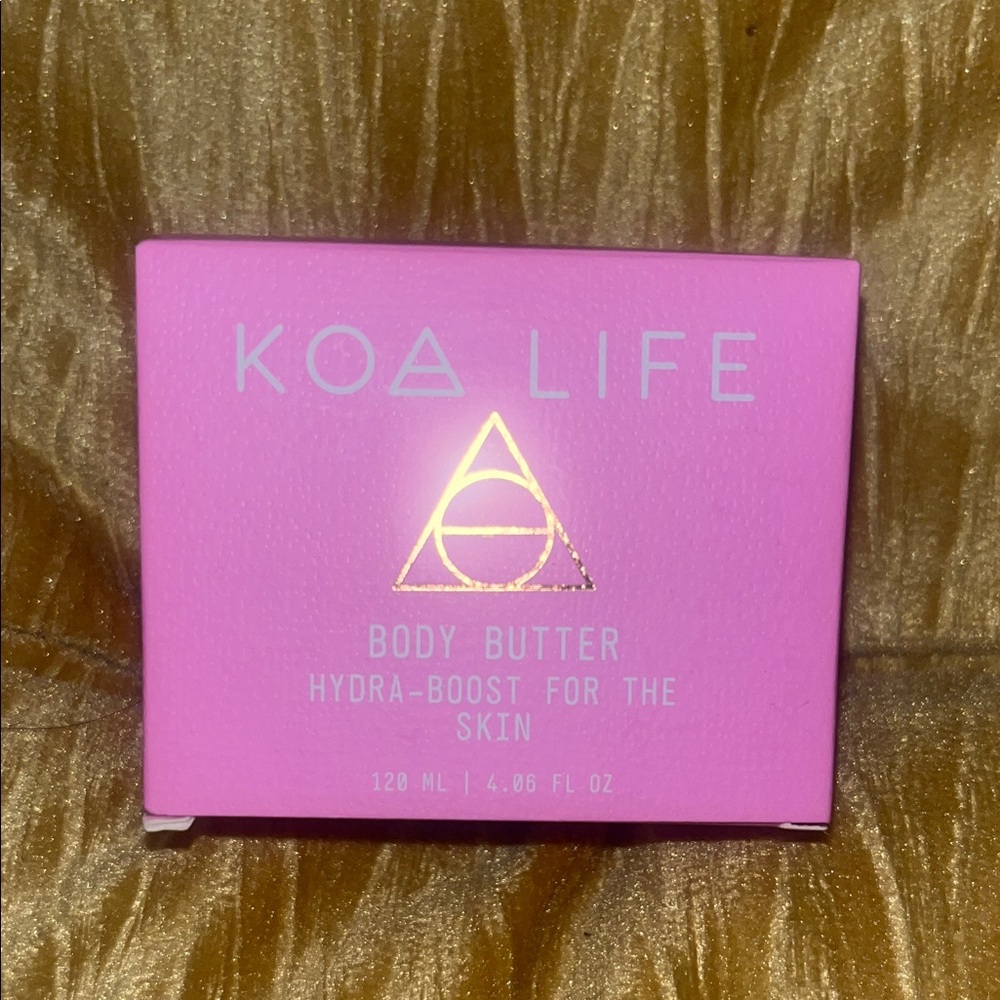 KOA LIFE
BODY BUTTER
HYDRA-BOOST FOR THE
SKIN
120 ML | 4.06 FL OZ